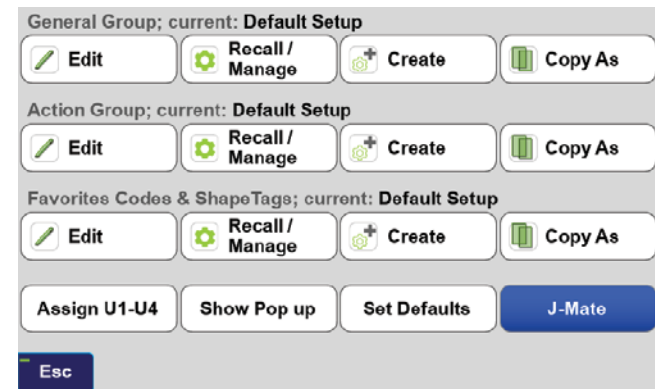 General Group; current: Default Setup
Edit
Recall / Manage
Create
Copy As
Action Group; current: Default Setup
Edit
Recall / Manage
Create
Copy As
Favorites Codes & ShapeTags; current: Default Setup
Edit
Recall / Manage
Create
Copy As
Assign U1-U4
Show Pop up
Set Defaults
J-Mate
Esc